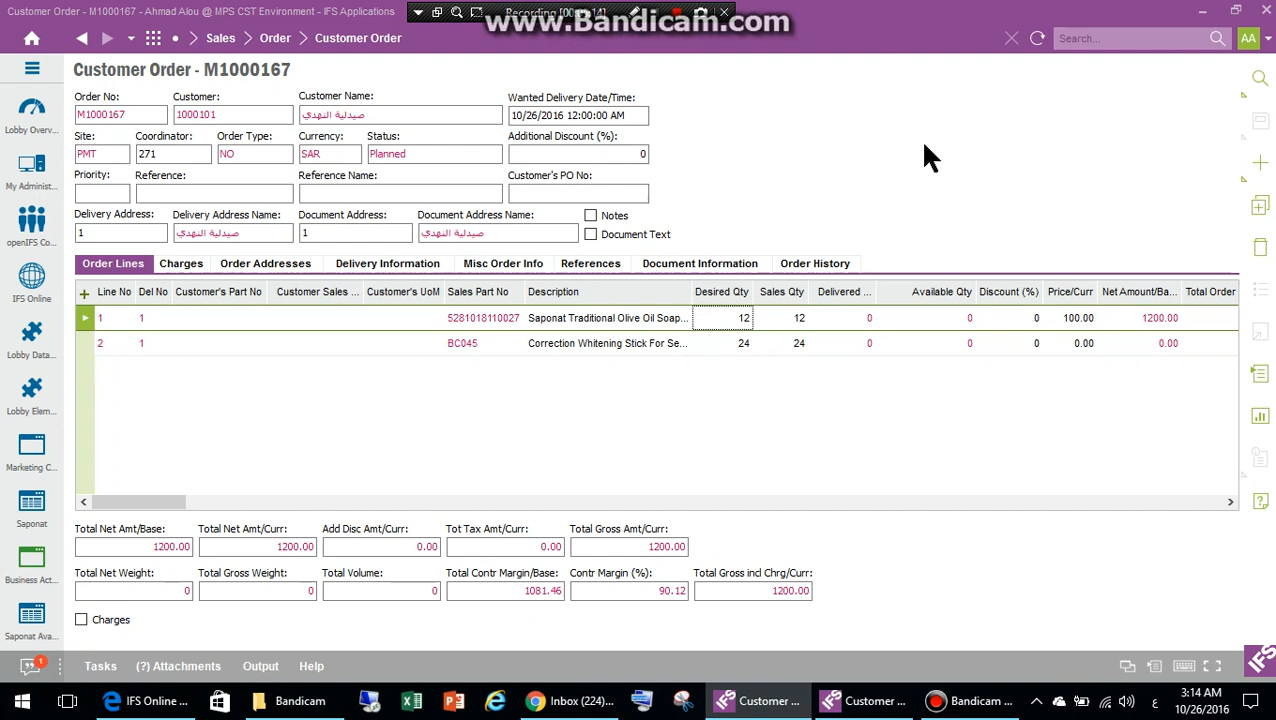 Customer Order - M1000167 - Ahmad Alou @ MPS CST Environment - IFS Applications
www.Bandicam.com
Sales Order Customer Order
Search...
AA
Customer Order - M1000167
Order No: Customer: Customer Name: Wanted Delivery Date/Time:
M1000167 1000101 صيدلية النهدي 10/26/2016 12:00:00 AM
Site: Coordinator: Order Type: Currency: Status: Additional Discount (%):
PMT 271 NO SAR Planned 0
Priority: Reference: Reference Name: Customer's PO No:
Delivery Address: Delivery Address Name: Document Address: Document Address Name: Notes
1 صيدلية النهدي 1 صيدلية النهدي Document Text
Order Lines Charges Order Addresses Delivery Information Misc Order Info References Document Information Order History
Line No Del No Customer's Part No Customer Sales ... Customer's UoM Sales Part No Description Desired Qty Sales Qty Delivered ... Available Qty Discount (%) Price/Curr Net Amount/Ba... Total Order
1 1 5281018110027 Saponat Traditional Olive Oil Soap... 12 12 0 0 0 100.00 1200.00
2 1 BC045 Correction Whitening Stick For Se... 24 24 0 0 0 0.00 0.00
Total Net Amt/Base: Total Net Amt/Curr: Add Disc Amt/Curr: Tot Tax Amt/Curr: Total Gross Amt/Curr:
1200.00 1200.00 0.00 0.00 1200.00
Total Net Weight: Total Gross Weight: Total Volume: Total Contr Margin/Base: Contr Margin (%): Total Gross incl Chrg/Curr:
0 0 0 1081.46 90.12 1200.00
Charges
Lobby Overv...
My Administ...
openIFS Co...
IFS Online
Lobby Data...
Lobby Elem...
Marketing C...
Saponat
Business Act...
Saponat Ava...
1
Tasks (?) Attachments Output Help
IFS
IFS Online ... Bandicam Inbox (224)... Customer ... Customer ... Bandicam ...
ع
3:14 AM
10/26/2016